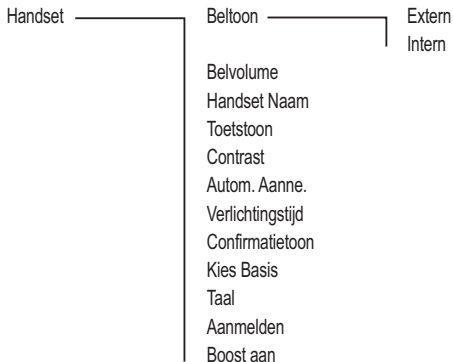 Handset Beltoon Extern
Intern
Belvolume
Handset Naam
Toetstoon
Contrast
Autom. Aanne.
Verlichtingstijd
Confirmatietoon
Kies Basis
Taal
Aanmelden
Boost aan